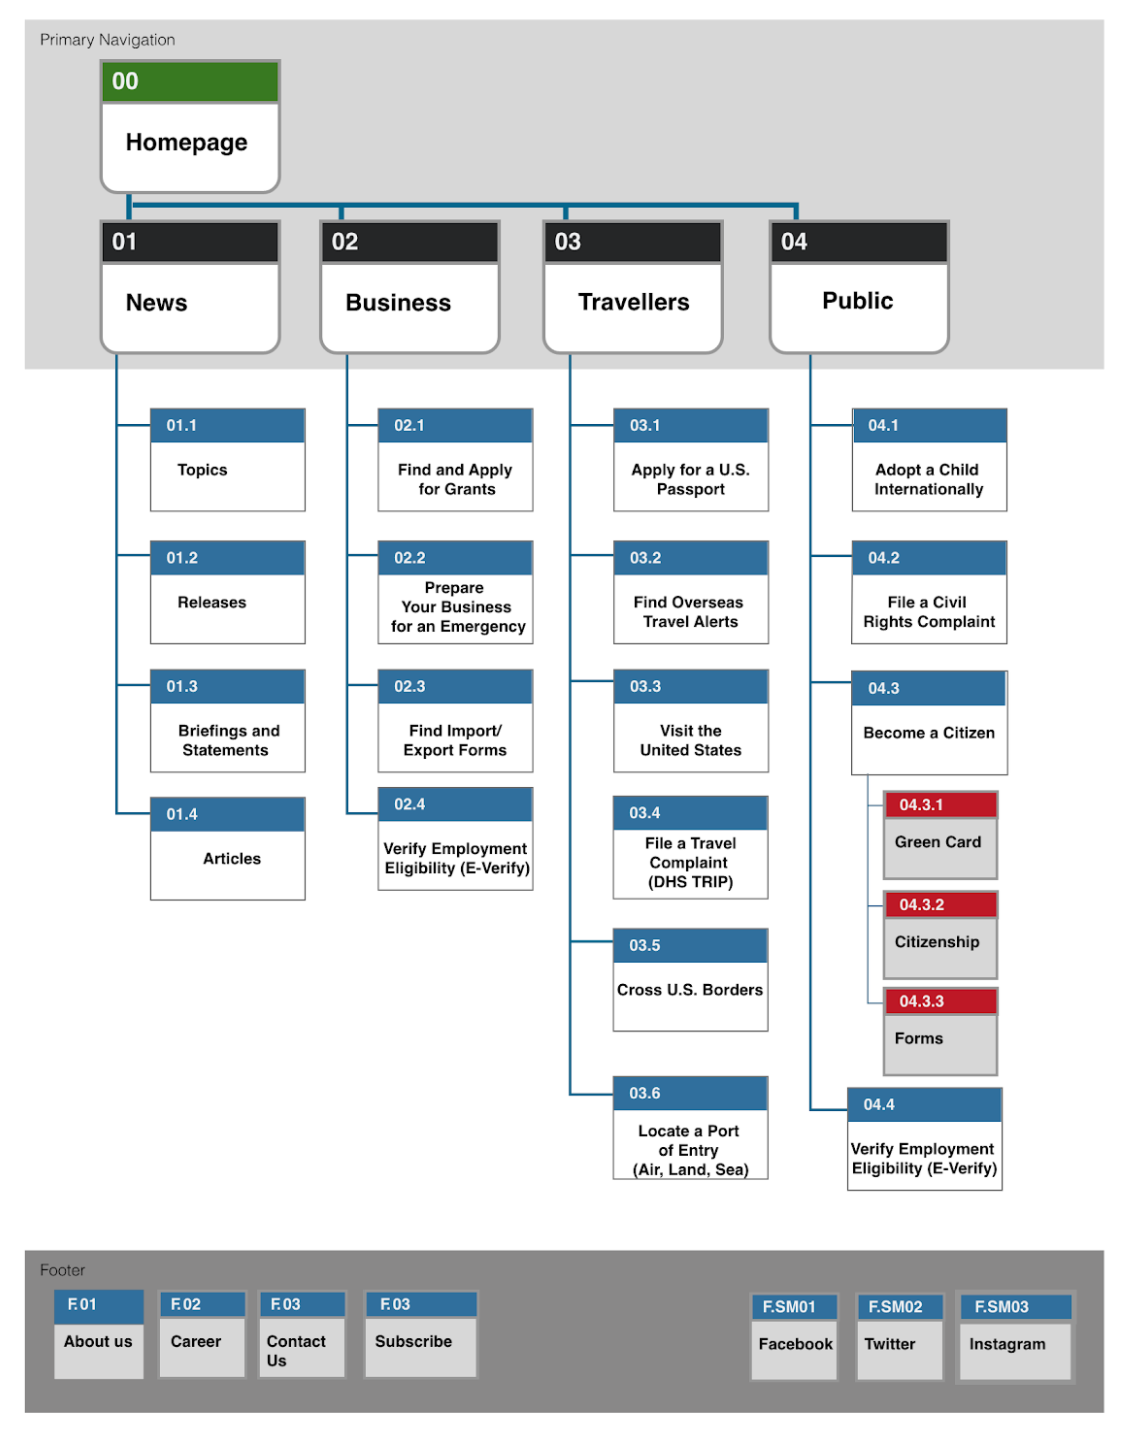 Primary Navigation
00
Homepage
01
News
02
Business
03
Travellers
04
Public
01.1
Topics
01.2
Releases
01.3
Briefings and
Statements
01.4
Articles
02.1
Find and Apply
for Grants
02.2
Prepare
Your Business
for an Emergency
02.3
Find Import/
Export Forms
02.4
Verify Employment
Eligibility (E-Verify)
03.1
Apply for a U.S.
Passport
03.2
Find Overseas
Travel Alerts
03.3
Visit the
United States
03.4
File a Travel
Complaint
(DHS TRIP)
03.5
Cross U.S. Borders
03.6
Locate a Port
of Entry
(Air, Land, Sea)
04.1
Adopt a Child
Internationally
04.2
File a Civil
Rights Complaint
04.3
Become a Citizen
04.3.1
Green Card
04.3.2
Citizenship
04.3.3
Forms
04.4
Verify Employment
Eligibility (E-Verify)
Footer
F.01
About us
F.02
Career
F.03
Contact
Us
F.03
Subscribe
F.SM01
Facebook
F.SM02
Twitter
F.SM03
Instagram